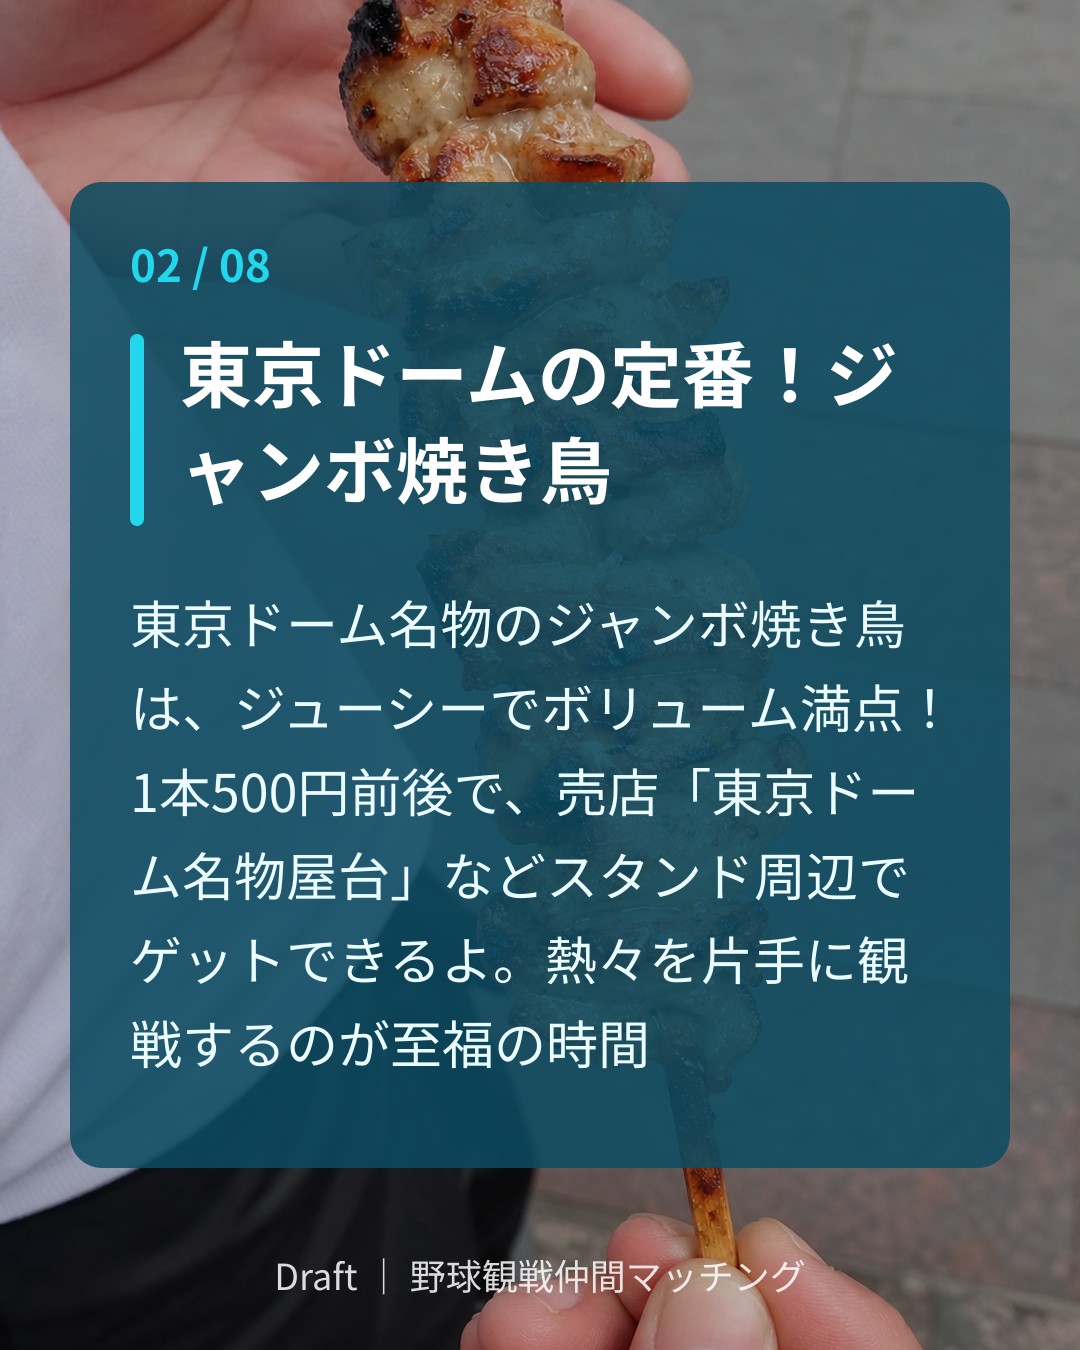 02 / 08
東京ドームの定番！ジ
ャンボ焼き鳥
東京ドーム名物のジャンボ焼き鳥
は、ジューシーでボリューム満点！
1本500円前後で、売店「東京ドー
ム名物屋台」などスタンド周辺で
ゲットできるよ。熱々を片手に観
戦するのが至福の時間
Draft ｜ 野球観戦仲間マッチング